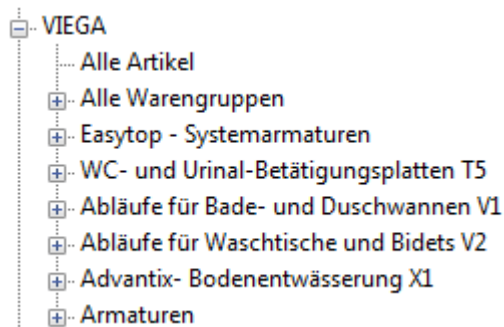 VIEGA
Alle Artikel
Alle Warengruppen
Easytop - Systemarmaturen
WC- und Urinal-Betätigungsplatten T5
Abläufe für Bade- und Duschwannen V1
Abläufe für Waschtische und Bidets V2
Advantix- Bodenentwässerung X1
Armaturen